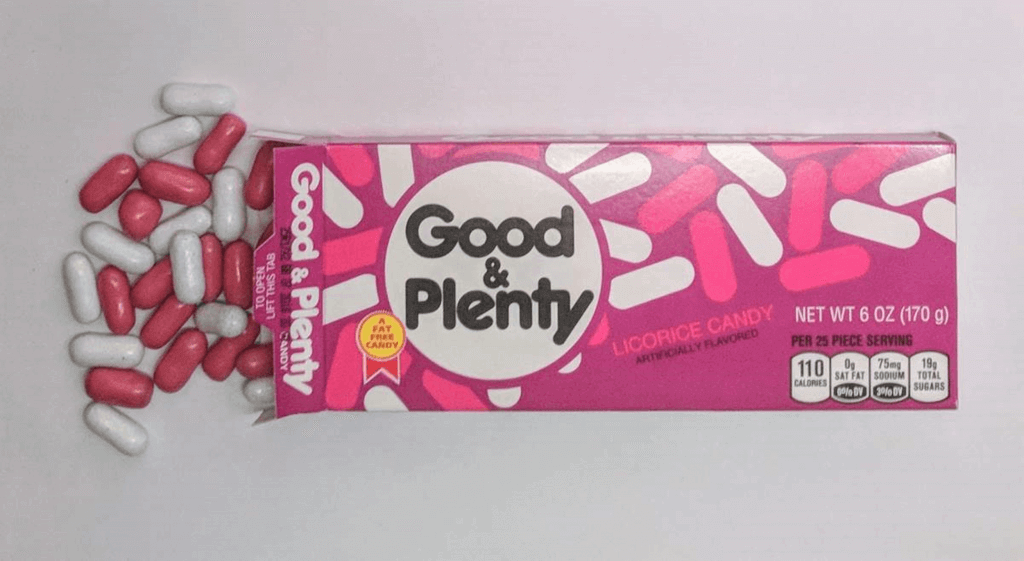 Good & Plenty
TO OPEN
LIFT THIS TAB
CANDY
Good
&
Plenty
A
FAT
FREE
CANDY
LICORICE CANDY
ARTIFICIALLY FLAVORED
NET WT 6 OZ (170 g)
PER 25 PIECE SERVING
110
CALORIES
0g
SAT FAT
0% DV
75mg
SODIUM
3% DV
19g
TOTAL
SUGARS